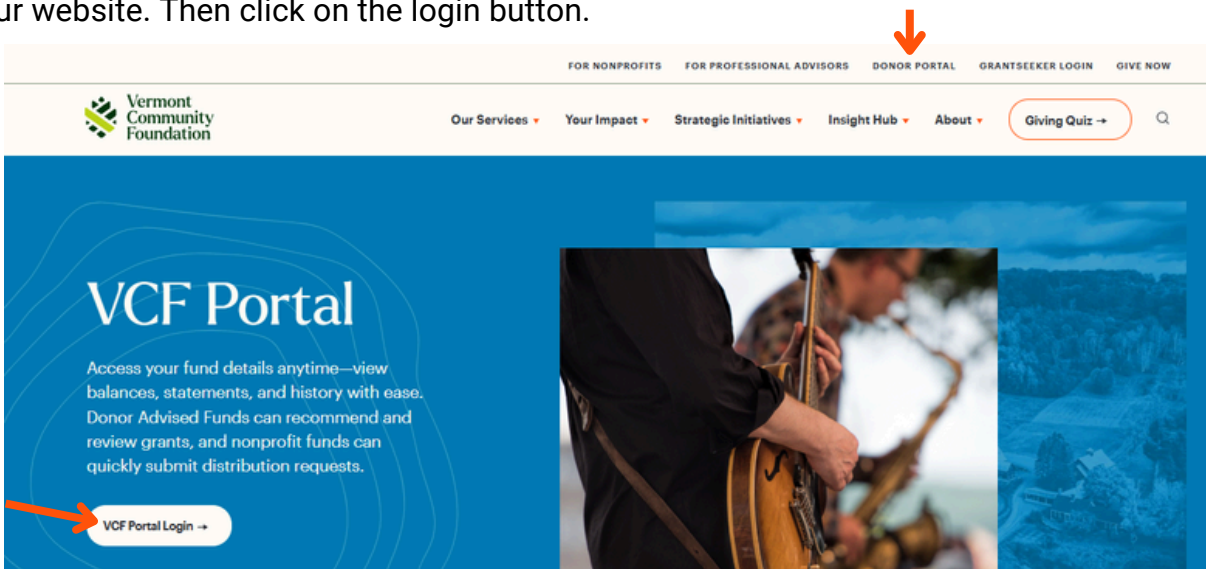 ur website. Then click on the login button.
FOR NONPROFITS FOR PROFESSIONAL ADVISORS DONOR PORTAL GRANTSEEKER LOGIN GIVE NOW
Vermont
Community
Foundation
Our Services Your Impact Strategic Initiatives Insight Hub About Giving Quiz →
VCF Portal
Access your fund details anytime—view
balances, statements, and history with ease.
Donor Advised Funds can recommend and
review grants, and nonprofit funds can
quickly submit distribution requests.
VCF Portal Login →